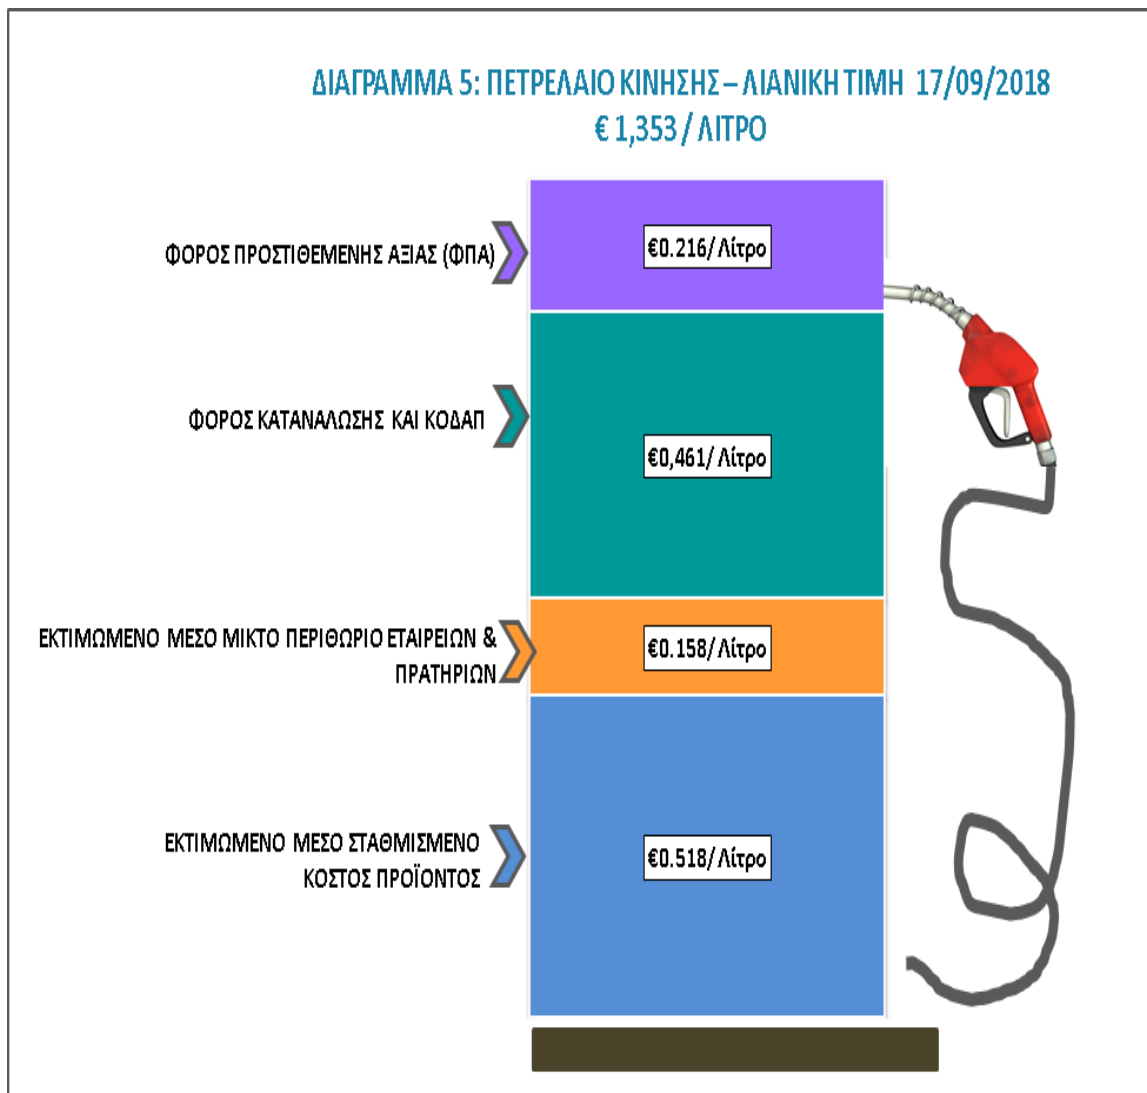 ΔΙΑΓΡΑΜΜΑ 5: ΠΕΤΡΕΛΑΙΟ ΚΙΝΗΣΗΣ – ΛΙΑΝΙΚΗ ΤΙΜΗ 17/09/2018
€ 1,353 / ΛΙΤΡΟ
ΦΟΡΟΣ ΠΡΟΣΤΙΘΕΜΕΝΗΣ ΑΞΙΑΣ (ΦΠΑ)
€0.216/ Λίτρο
ΦΟΡΟΣ ΚΑΤΑΝΑΛΩΣΗΣ ΚΑΙ ΚΟΔΑΠ
€0,461/ Λίτρο
ΕΚΤΙΜΩΜΕΝΟ ΜΕΣΟ ΜΙΚΤΟ ΠΕΡΙΘΩΡΙΟ ΕΤΑΙΡΕΙΩΝ &
ΠΡΑΤΗΡΙΩΝ
€0.158/ Λίτρο
ΕΚΤΙΜΩΜΕΝΟ ΜΕΣΟ ΣΤΑΘΜΙΣΜΕΝΟ
ΚΟΣΤΟΣ ΠΡΟΪΟΝΤΟΣ
€0.518/ Λίτρο